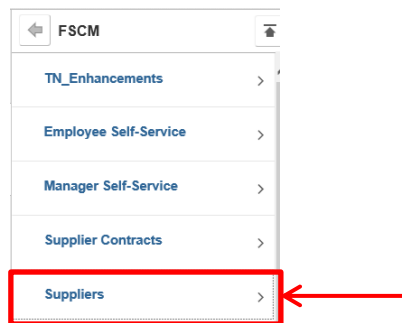 FSCM
TN_Enhancements
Employee Self-Service
Manager Self-Service
Supplier Contracts
Suppliers